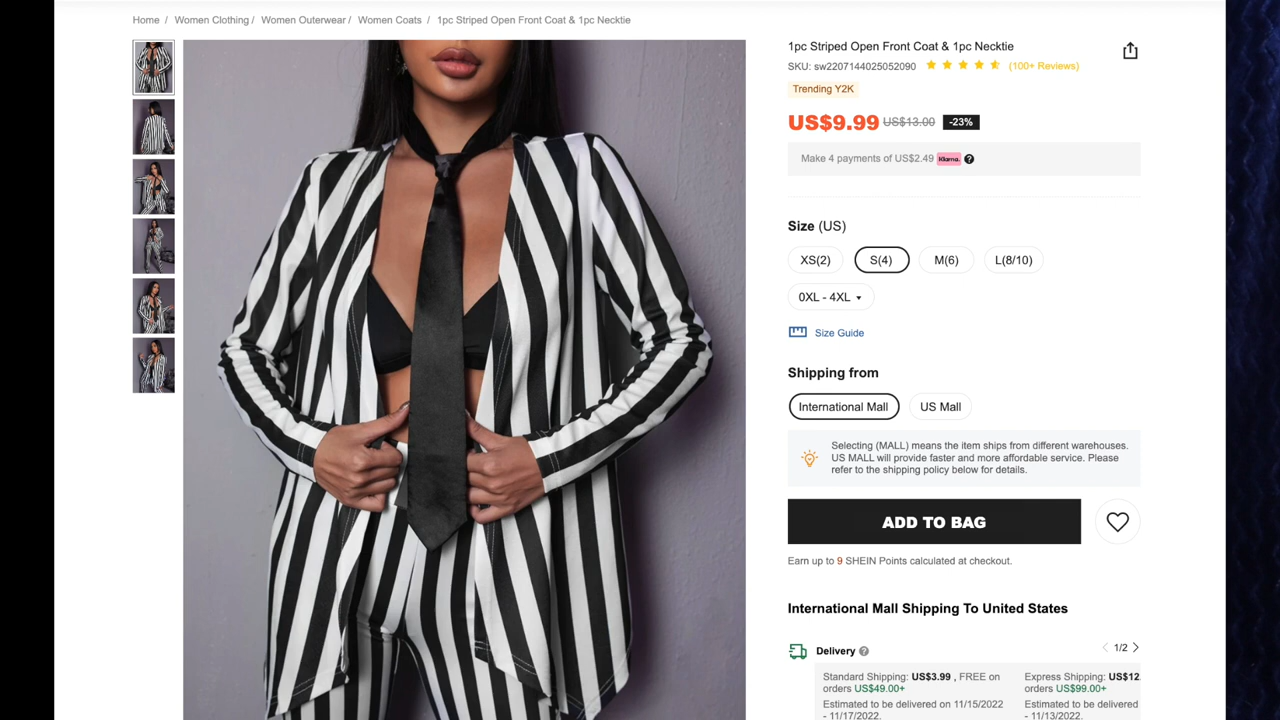 Home / Women Clothing / Women Outerwear / Women Coats / 1pc Striped Open Front Coat & 1pc Necktie
1pc Striped Open Front Coat & 1pc Necktie
SKU: sw2207144025052090 (100+ Reviews)
Trending Y2K
US$9.99 US$13.00 -23%
Make 4 payments of US$2.49 Klarna. ?
Size (US)
XS(2) S(4) M(6) L(8/10)
0XL - 4XL
Size Guide
Shipping from
International Mall US Mall
Selecting (MALL) means the item ships from different warehouses.
US MALL will provide faster and more affordable service. Please
refer to the shipping policy below for details.
ADD TO BAG
Earn up to 9 SHEIN Points calculated at checkout.
International Mall Shipping To United States
Delivery ? < 1/2 >
Standard Shipping: US$3.99 , FREE on
orders US$49.00+
Estimated to be delivered on 11/15/2022
- 11/17/2022.
Express Shipping: US$12
orders US$99.00+
Estimated to be delivered
- 11/13/2022.